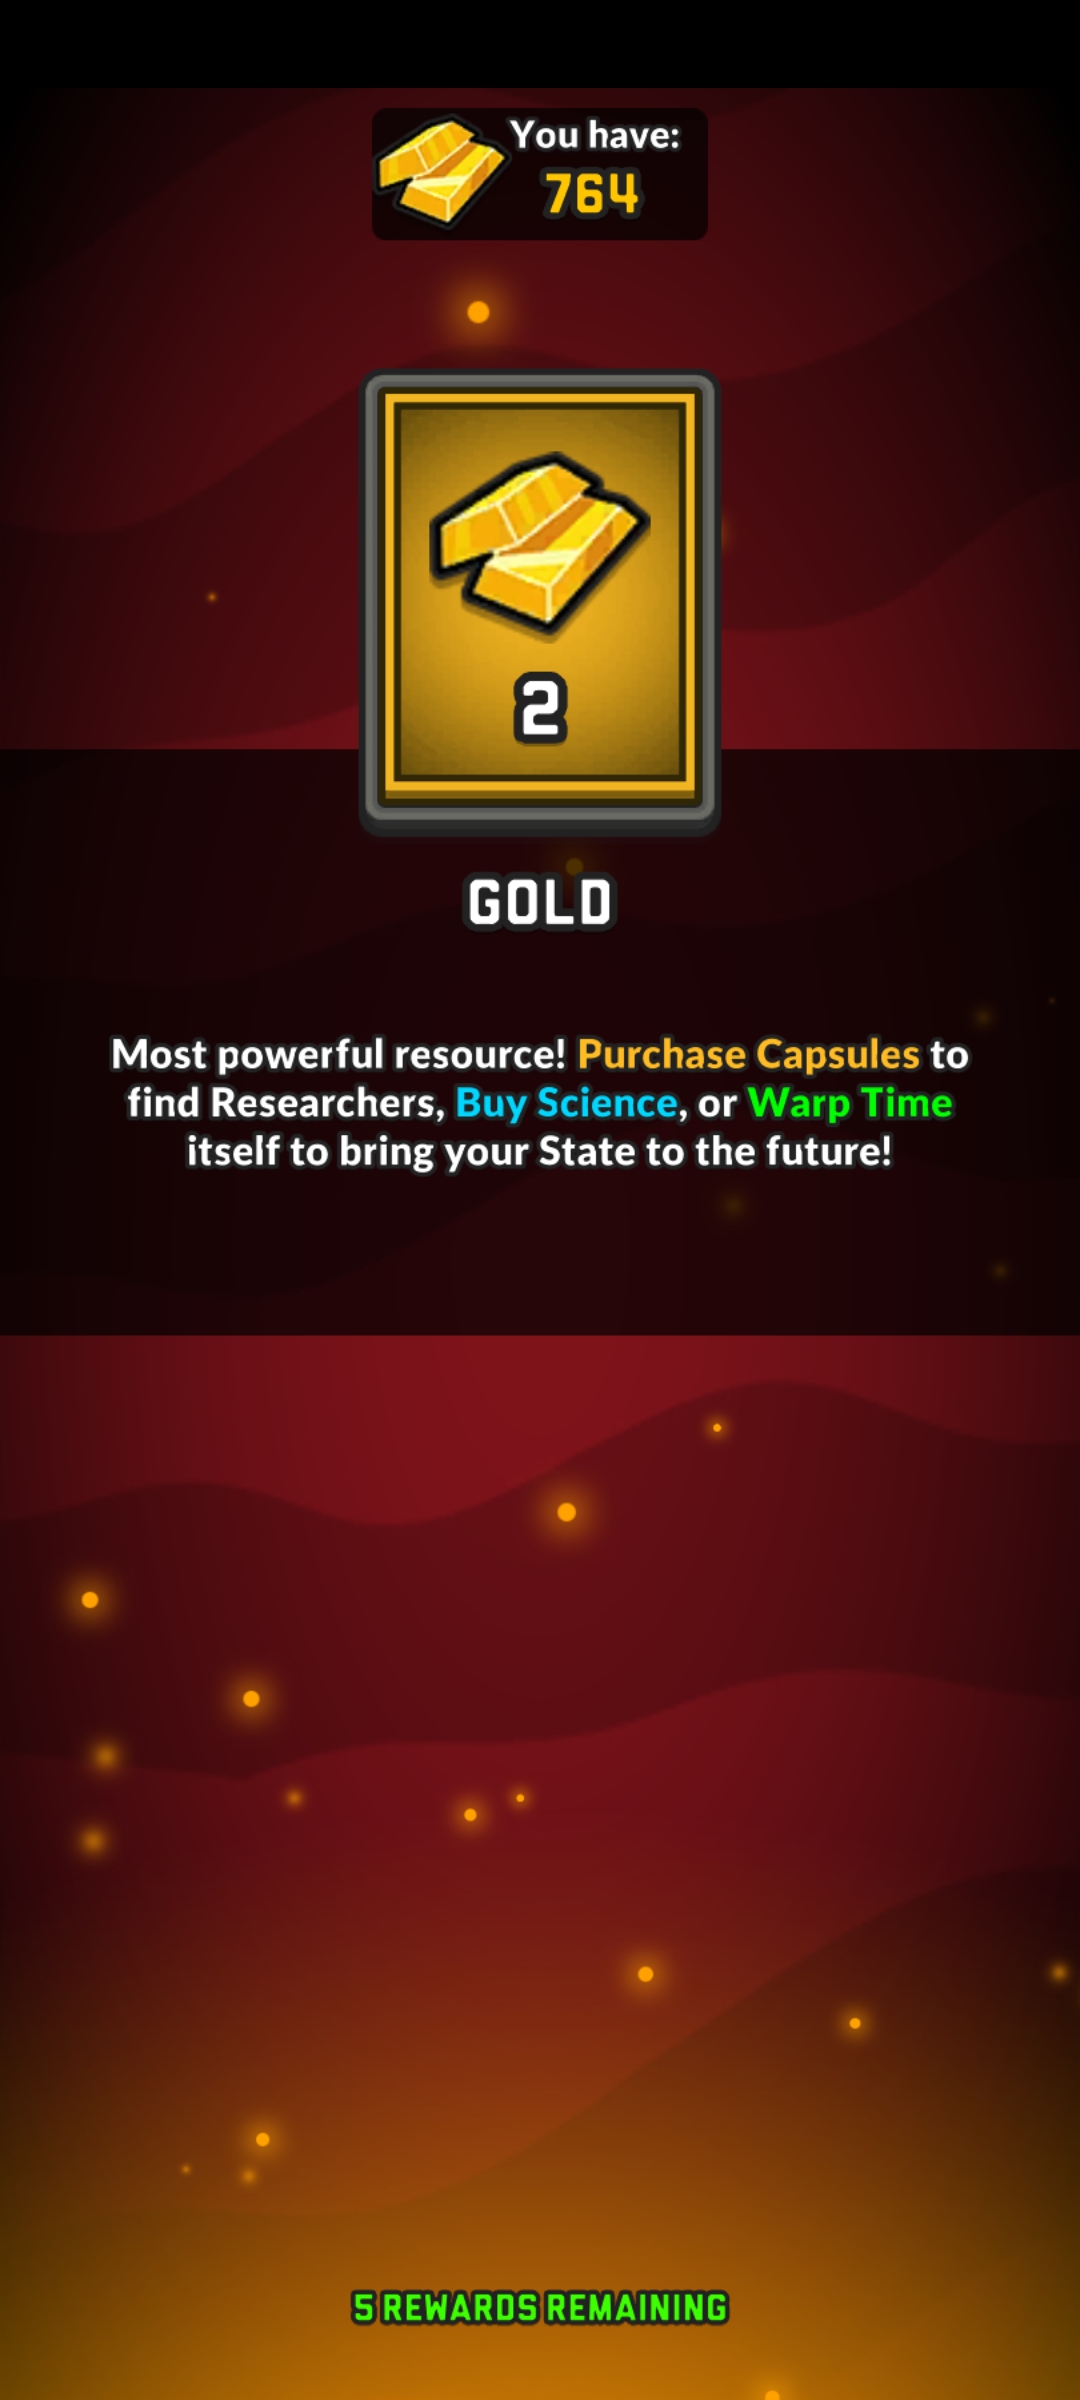 You have:
764
2
GOLD
Most powerful resource! Purchase Capsules to
find Researchers, Buy Science, or Warp Time
itself to bring your State to the future!
5 REWARDS REMAINING